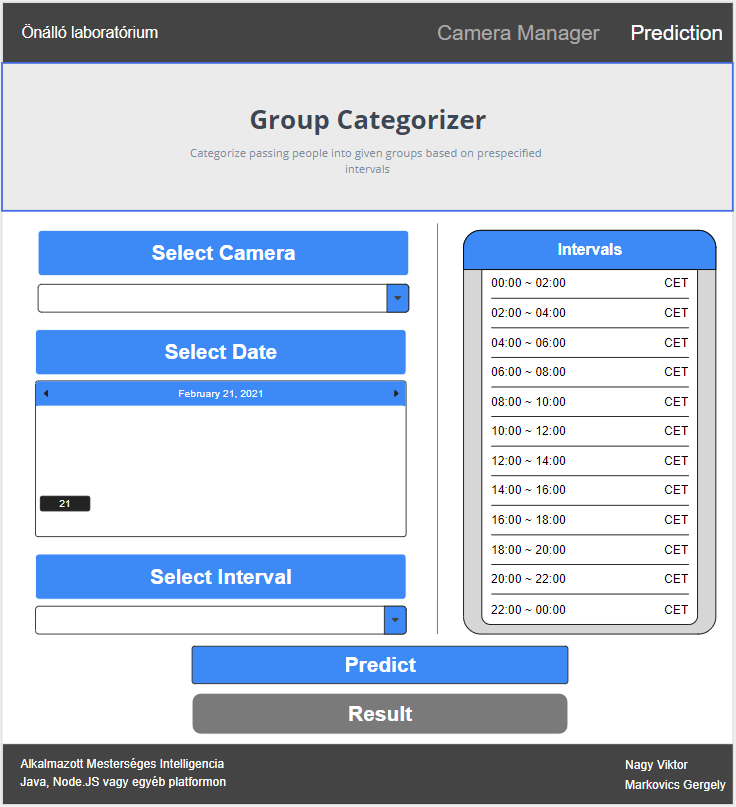 Önálló laboratórium
Camera Manager
Prediction
Group Categorizer
Categorize passing people into given groups based on prespecified
intervals
Select Camera
Select Date
February 21, 2021
21
Select Interval
Intervals
00:00 ~ 02:00 CET
02:00 ~ 04:00 CET
04:00 ~ 06:00 CET
06:00 ~ 08:00 CET
08:00 ~ 10:00 CET
10:00 ~ 12:00 CET
12:00 ~ 14:00 CET
14:00 ~ 16:00 CET
16:00 ~ 18:00 CET
18:00 ~ 20:00 CET
20:00 ~ 22:00 CET
22:00 ~ 00:00 CET
Predict
Result
Alkalmazott Mesterséges Intelligencia
Java, Node.JS vagy egyéb platformon
Nagy Viktor
Markovics Gergely